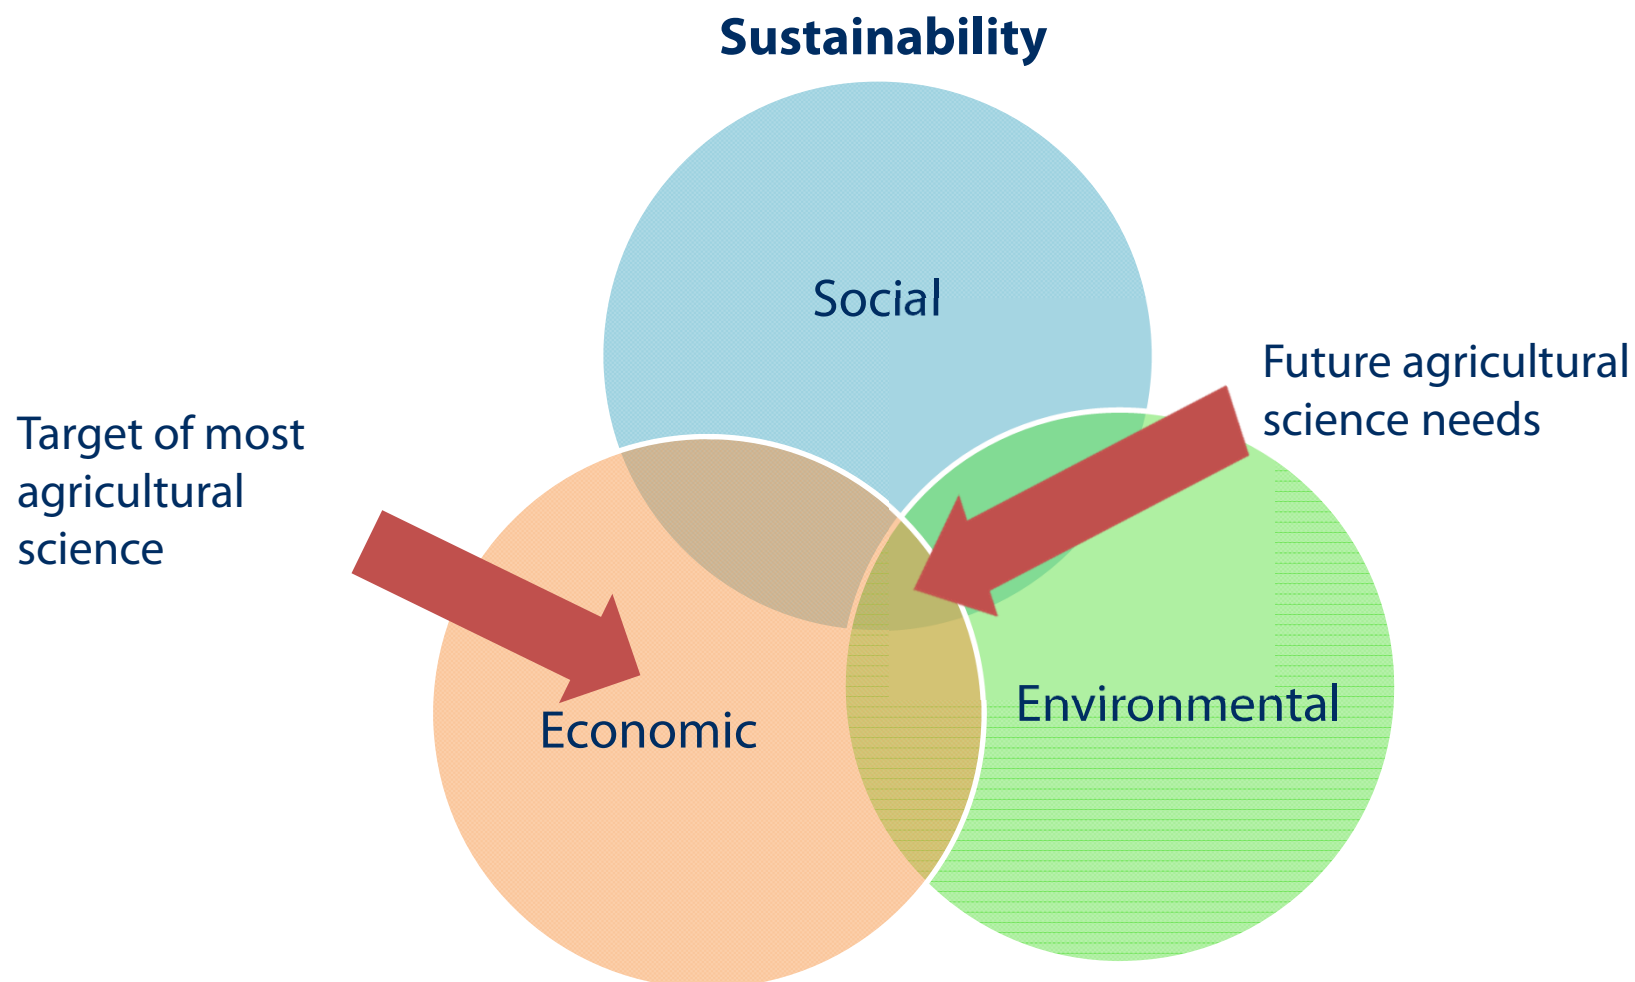 Sustainability
Social
Future agricultural
science needs
Target of most
agricultural
science
Environmental
Economic